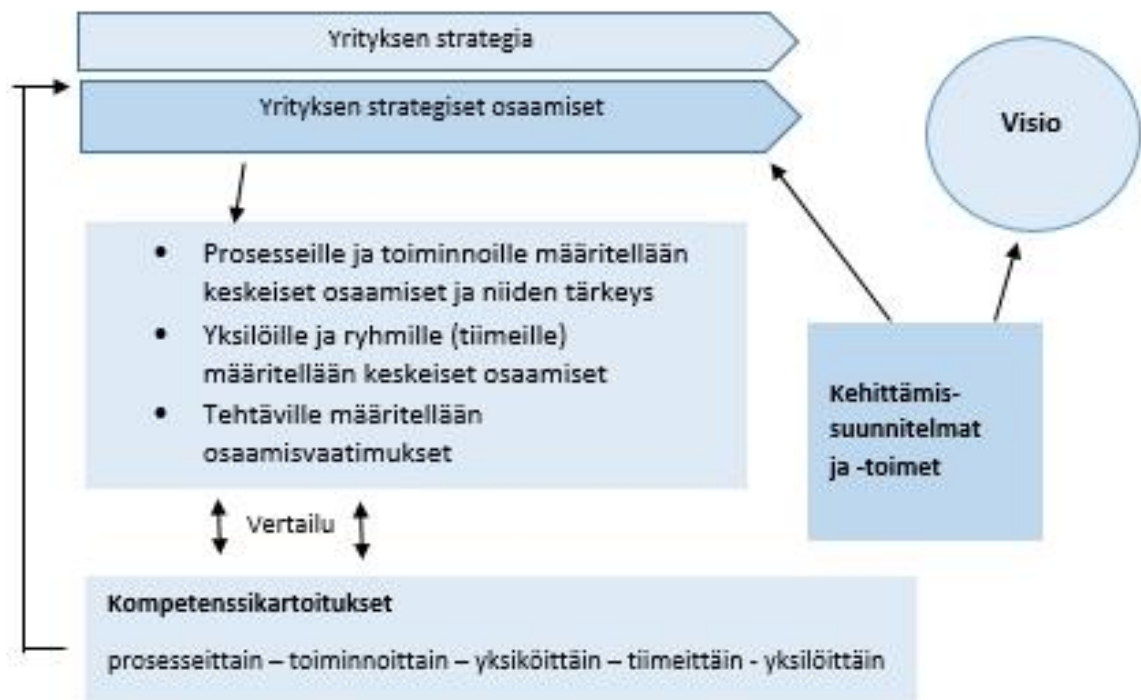 Yrityksen strategia
Yrityksen strategiset osaamiset
Visio
• Prosesseille ja toiminnoille määritellään
keskeiset osaamiset ja niiden tärkeys
• Yksilöille ja ryhmille (tiimeille)
määritellään keskeiset osaamiset
• Tehtäville määritellään
osaamisvaatimukset
Kehittämis-
suunnitelmat
ja -toimet
Vertailu
Kompetenssikartoitukset
prosesseittain – toiminnoittain – yksiköittäin – tiimeittäin - yksilöittäin